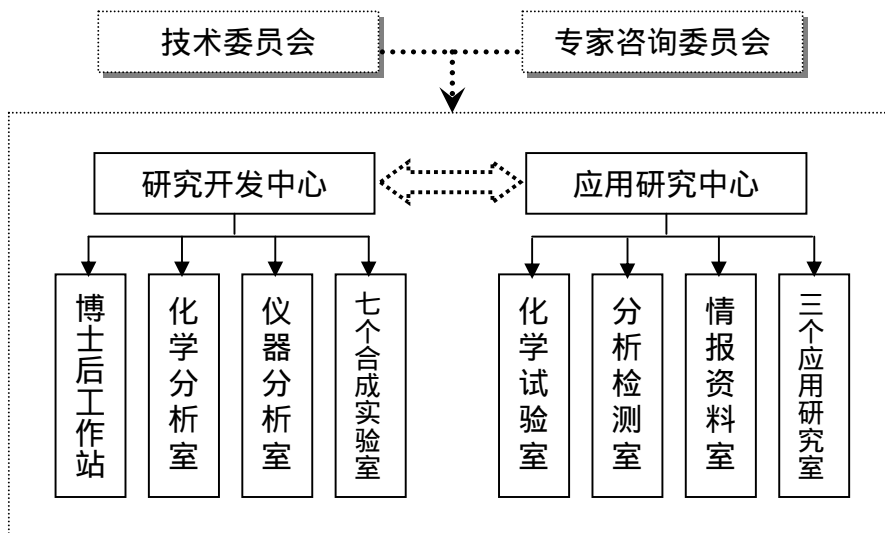 技术委员会
专家咨询委员会
研究开发中心
应用研究中心
博士后工作站
化学分析室
仪器分析室
七个合成实验室
化学试验室
分析检测室
情报资料室
三个应用研究室